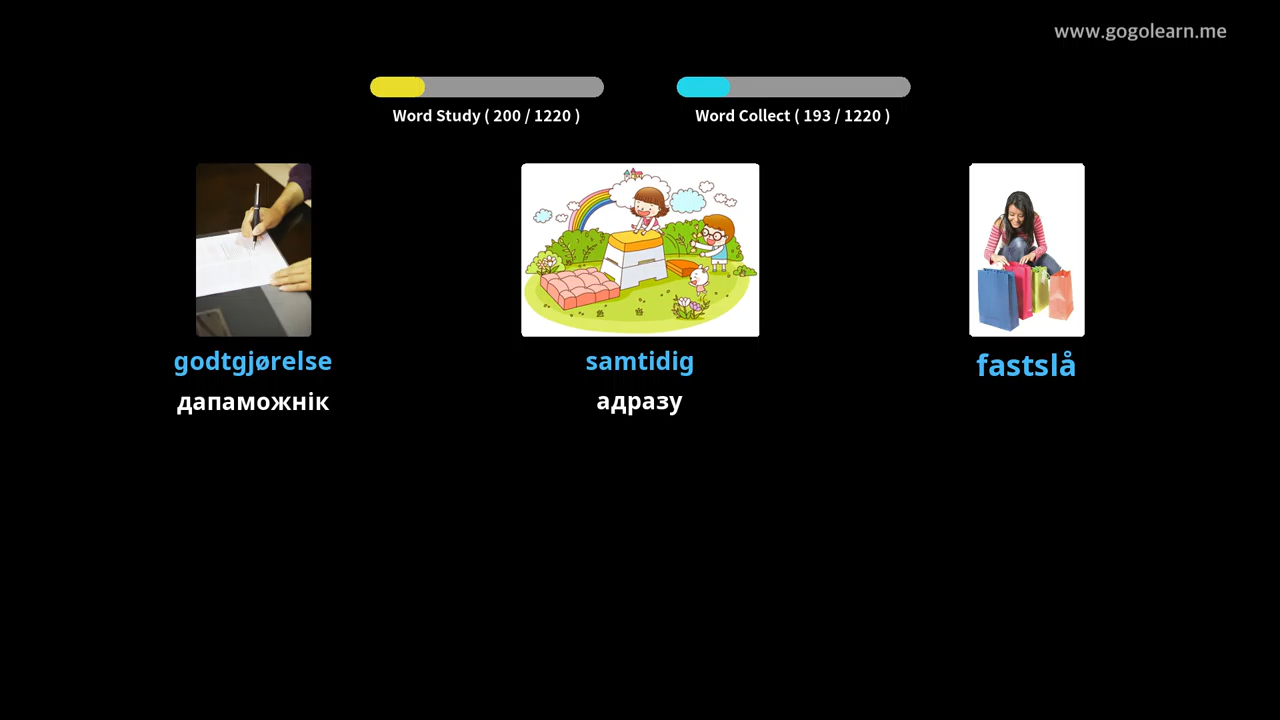 www.gogolearn.me
Word Study ( 200 / 1220 )
Word Collect ( 193 / 1220 )
godtgjørelse
samtidig
fastslå
дапаможнік
адразу